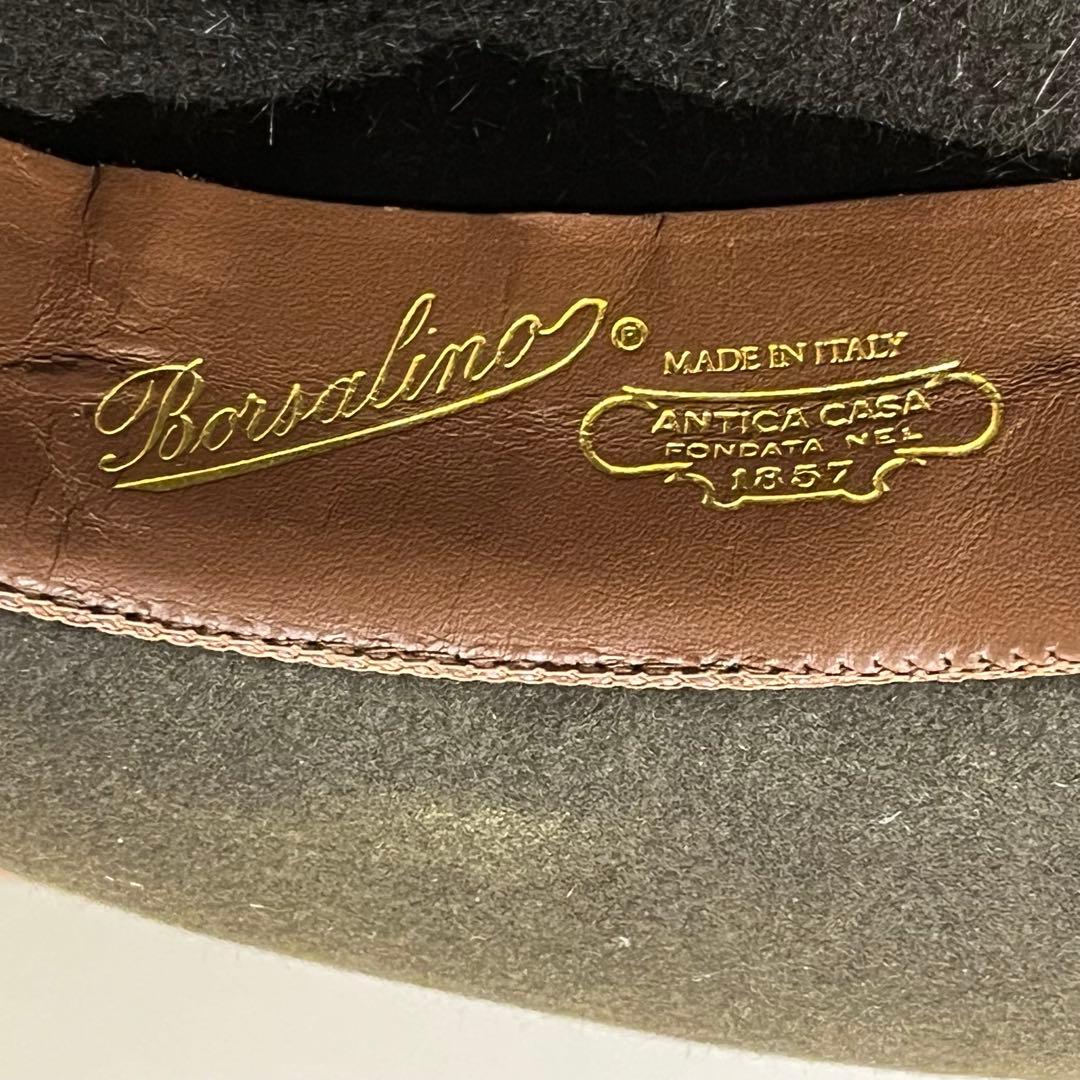 Borsalino ®
MADE IN ITALY
ANTICA CASA
FONDATA NEL
1857